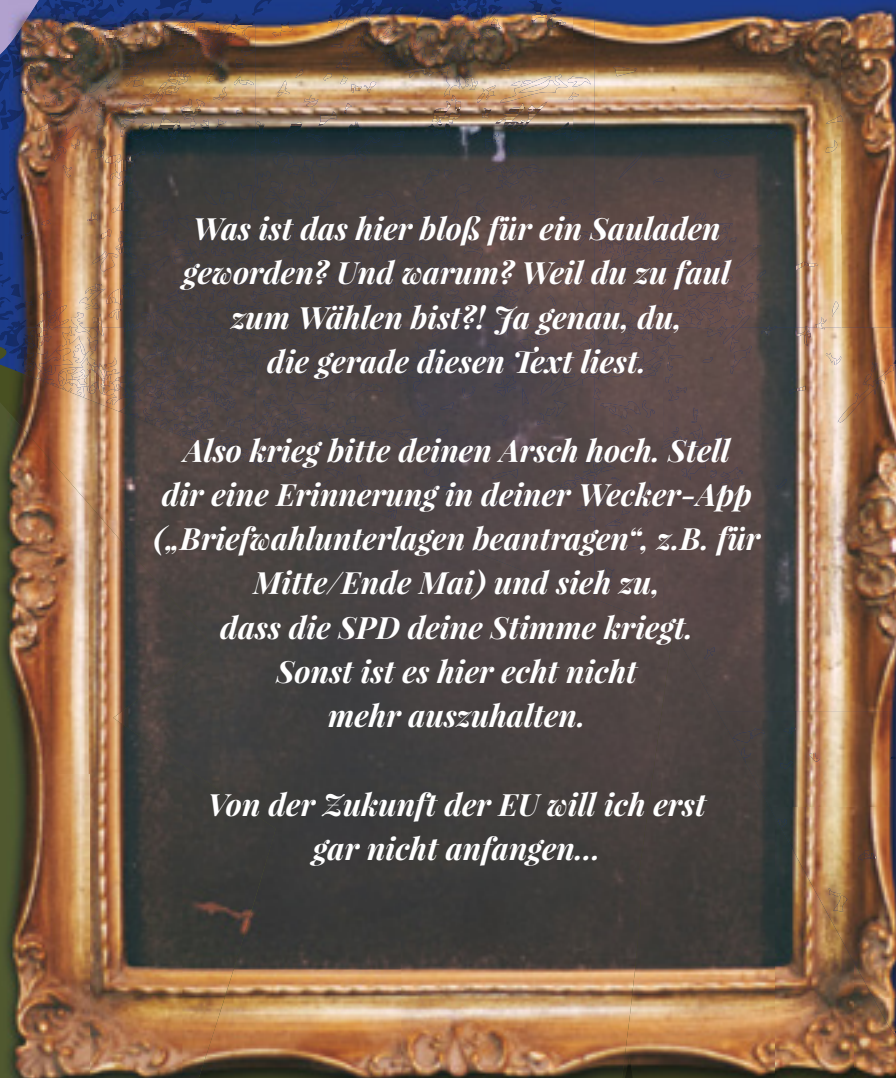 Was ist das hier bloß für ein Sauladen
geworden? Und warum? Weil du zu faul
zum Wählen bist?! Ja genau, du,
die gerade diesen Text liest.
Also krieg bitte deinen Arsch hoch. Stell
dir eine Erinnerung in deiner Wecker-App
(„Briefwahlunterlagen beantragen“, z.B. für
Mitte/Ende Mai) und sieh zu,
dass die SPD deine Stimme kriegt.
Sonst ist es hier echt nicht
mehr auszuhalten.
Von der Zukunft der EU will ich erst
gar nicht anfangen...